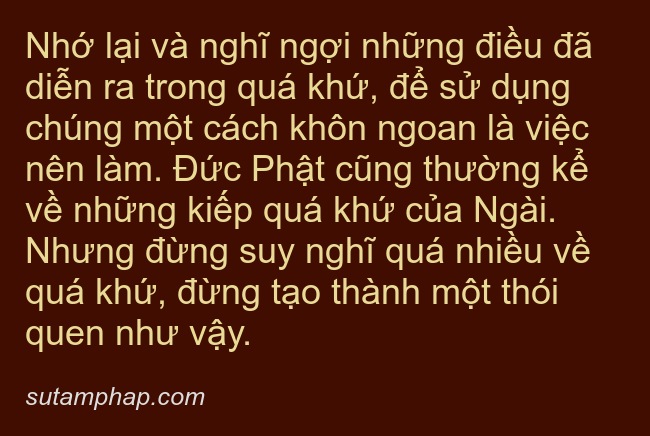 Nhớ lại và nghĩ ngợi những điều đã
diễn ra trong quá khứ, để sử dụng
chúng một cách khôn ngoan là việc
nên làm. Đức Phật cũng thường kể
về những kiếp quá khứ của Ngài.
Nhưng đừng suy nghĩ quá nhiều về
quá khứ, đừng tạo thành một thói
quen như vậy.
sutamphap.com